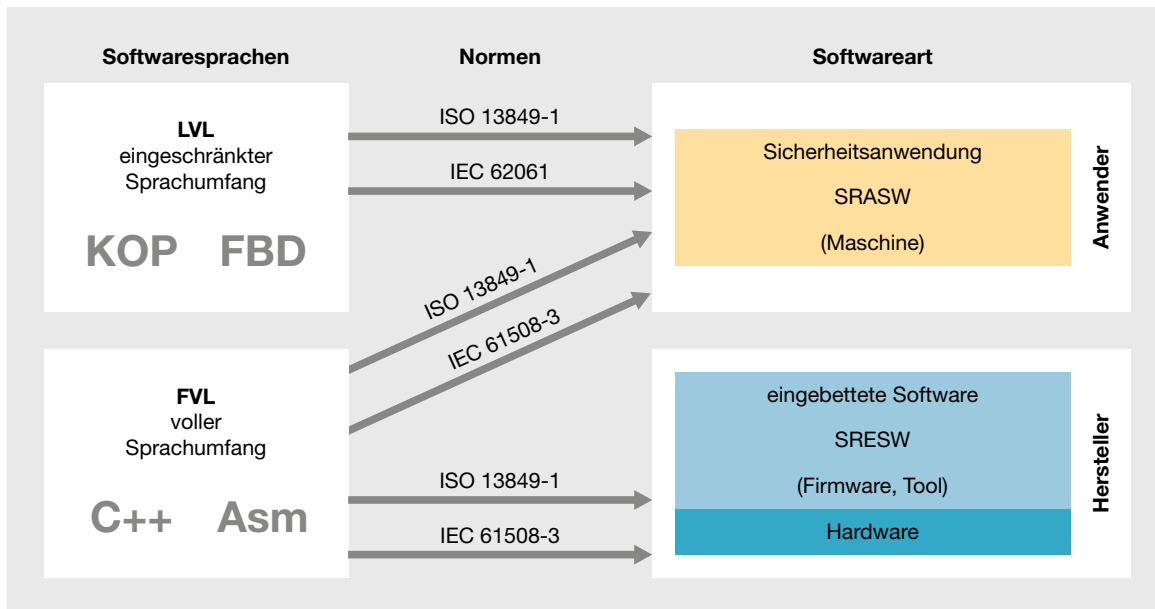 Softwaresprachen
Normen
Softwareart
LVL
eingeschränkter
Sprachumfang
KOP FBD
ISO 13849-1
IEC 62061
ISO 13849-1
IEC 61508-3
Sicherheitsanwendung
SRASW
(Maschine)
Anwender
FVL
voller
Sprachumfang
C++ Asm
ISO 13849-1
IEC 61508-3
eingebettete Software
SRESW
(Firmware, Tool)
Hardware
Hersteller